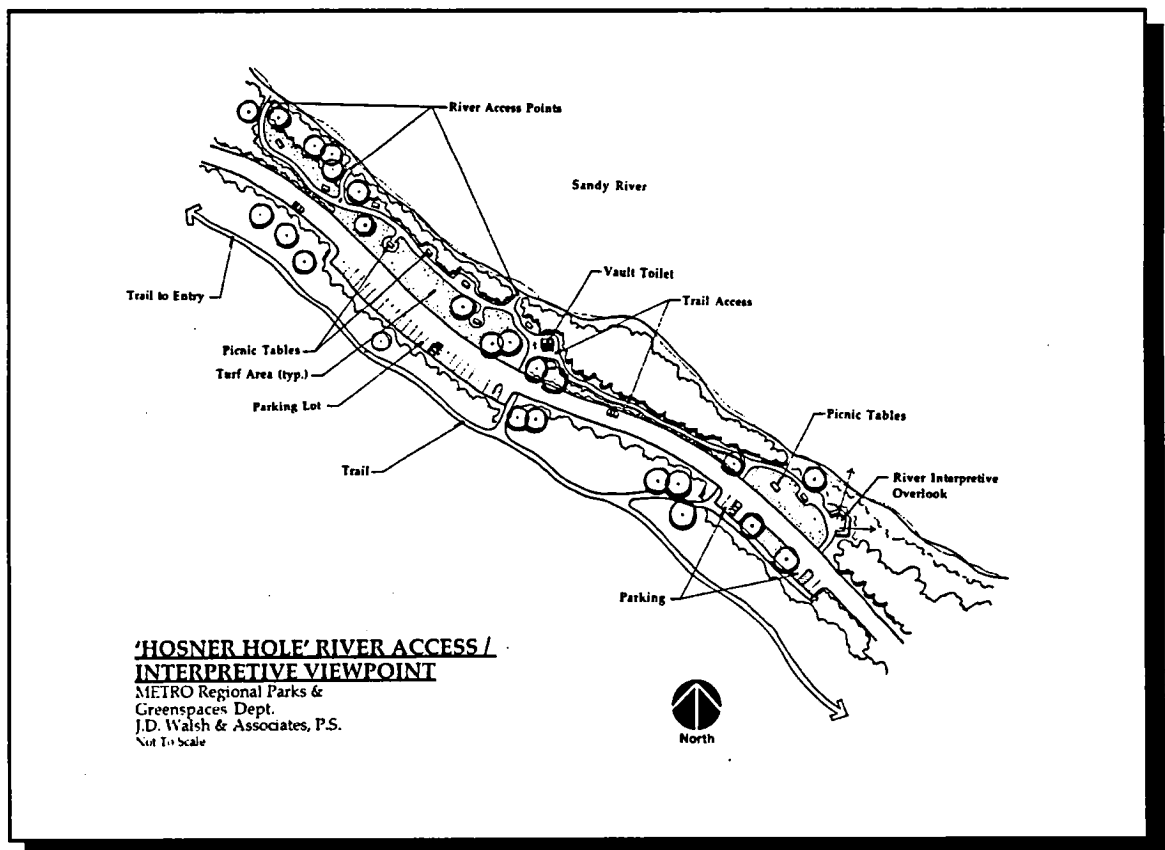 River Access Points
Sandy River
Vault Toilet
Trail Access
Trail to Entry
Picnic Tables
Turf Area (typ.)
Parking Lot
Picnic Tables
Trail
River Interpretive
Overlook
Parking
'HOSNER HOLE' RIVER ACCESS /
INTERPRETIVE VIEWPOINT
METRO Regional Parks &
Greenspaces Dept.
J.D. Walsh & Associates, P.S.
Not To Scale
North